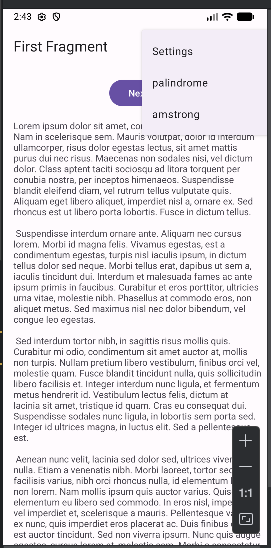 2:43
First Fragment
Settings
palindrome
amstrong
Nex
Lorem ipsum dolor sit amet, con
Nam in scelerisque sem. Mauris volutpat, dolor id interdum
ullamcorper, risus dolor egestas lectus, sit amet mattis
purus dui nec risus. Maecenas non sodales nisi, vel dictum
dolor. Class aptent taciti sociosqu ad litora torquent per
conubia nostra, per inceptos himenaeos. Suspendisse
blandit eleifend diam, vel rutrum tellus vulputate quis.
Aliquam eget libero aliquet, imperdiet nisl a, ornare ex. Sed
rhoncus est ut libero porta lobortis. Fusce in dictum tellus.
Suspendisse interdum ornare ante. Aliquam nec cursus
lorem. Morbi id magna felis. Vivamus egestas, est a
condimentum egestas, turpis nisl iaculis ipsum, in dictum
tellus dolor sed neque. Morbi tellus erat, dapibus ut sem a,
iaculis tincidunt dui. Interdum et malesuada fames ac ante
ipsum primis in faucibus. Curabitur et eros porttitor, ultricies
urna vitae, molestie nibh. Phasellus at commodo eros, non
aliquet metus. Sed maximus nisl nec dolor bibendum, vel
congue leo egestas.
Sed interdum tortor nibh, in sagittis risus mollis quis.
Curabitur mi odio, condimentum sit amet auctor at, mollis
non turpis. Nullam pretium libero vestibulum, finibus orci vel,
molestie quam. Fusce blandit tincidunt nulla, quis sollicitudin
libero facilisis et. Integer interdum nunc ligula, et fermentum
metus hendrerit id. Vestibulum lectus felis, dictum at
lacinia sit amet, tristique id quam. Cras eu consequat dui.
Suspendisse sodales nunc ligula, in lobortis sem porta sed.
Integer id ultrices magna, in luctus elit. Sed a pellentesque
est.
Aenean nunc velit, lacinia sed dolor sed, ultrices viverra
nulla. Etiam a venenatis nibh. Morbi laoreet, tortor sed
facilisis varius, nibh orci rhoncus nulla, id elementum
non lorem. Nam mollis ipsum quis auctor varius. Quisque
elementum eu libero sed commodo. In eros nisl, imperdiet
vel imperdiet a, consequat mauris. Pellentesque va
ex nunc, quis imperdiet eros placerat ac. Duis finibus
est auctor tincidunt. Sed non viverra ipsum. Nunc quis augue
1:1